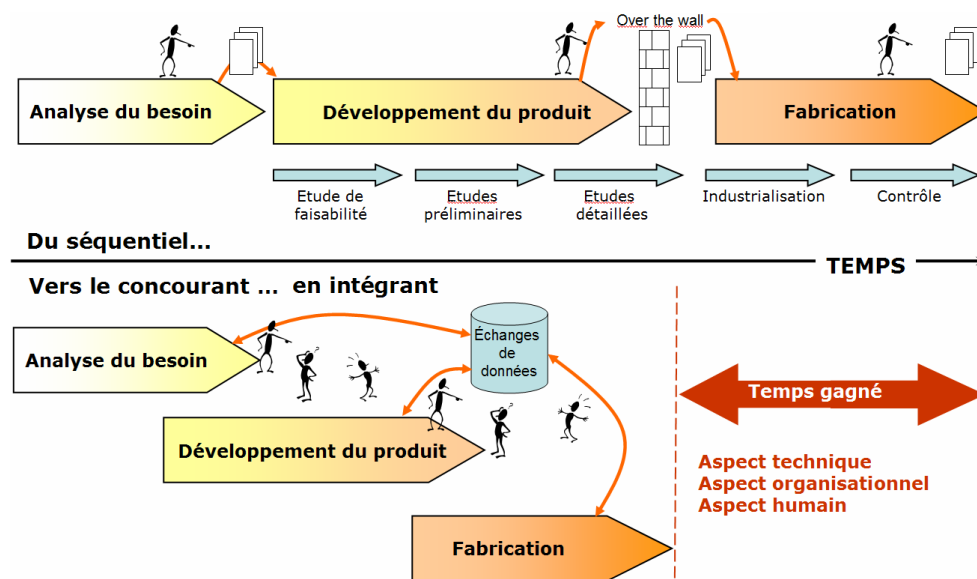 Over the wall
Analyse du besoin
Développement du produit
Fabrication
Etude de
faisabilité
Etudes
préliminaires
Etudes
détaillées
Industrialisation
Contrôle
Du séquentiel...
TEMPS
Vers le concourant ... en intégrant
Analyse du besoin
Échanges
de
données
Temps gagné
Développement du produit
Aspect technique
Aspect organisationnel
Aspect humain
Fabrication